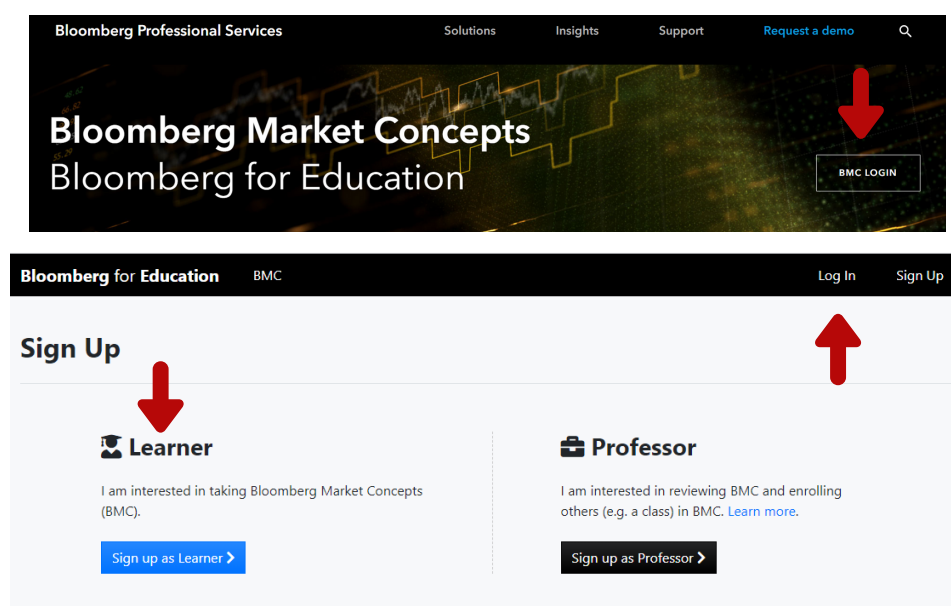 Bloomberg Professional Services
Solutions
Insights
Support
Request a demo
Bloomberg Market Concepts
Bloomberg for Education
BMC LOGIN
Bloomberg for Education
BMC
Log In
Sign Up
Sign Up
Learner
I am interested in taking Bloomberg Market Concepts
(BMC).
Sign up as Learner
Professor
I am interested in reviewing BMC and enrolling
others (e.g. a class) in BMC. Learn more.
Sign up as Professor